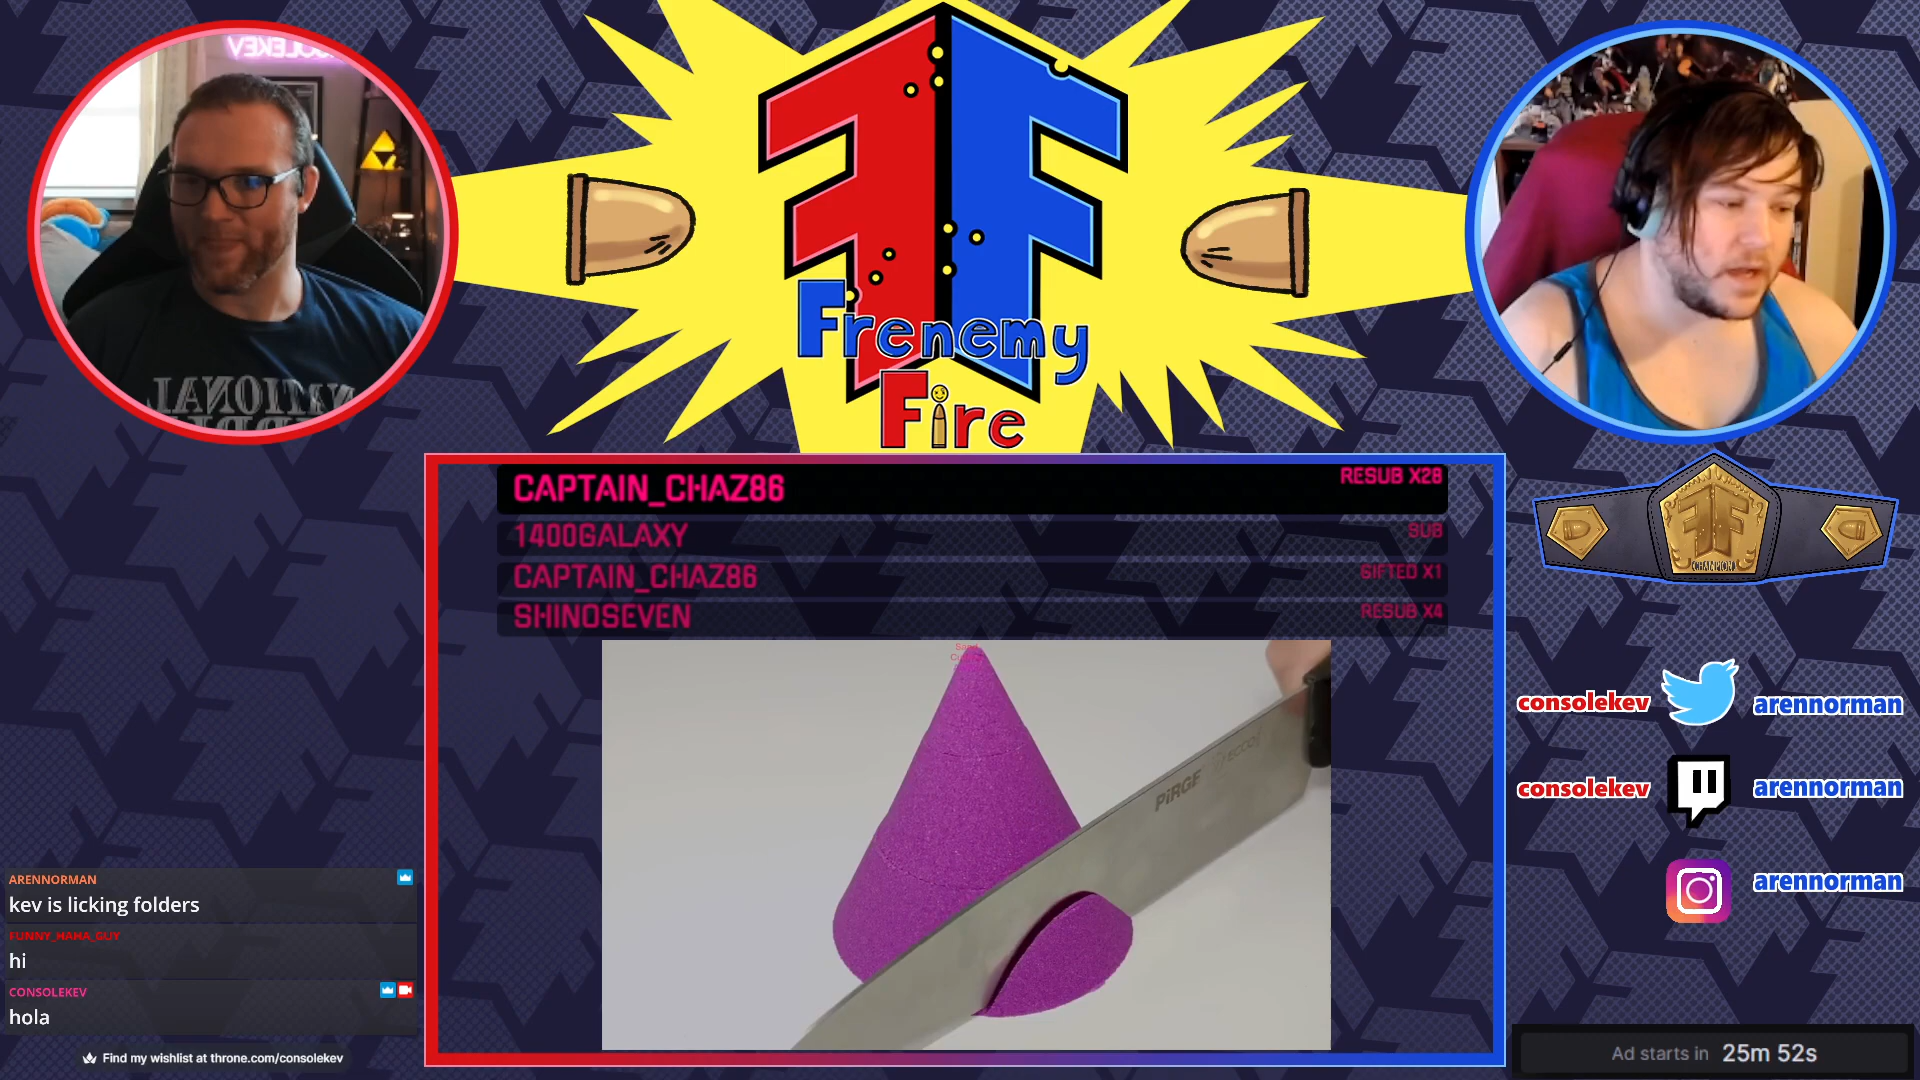 Frenemy
Fire
CAPTAIN_CHAZ86
RESUB X28
1400GALAXY
SUB
CAPTAIN_CHAZ86
GIFTED X1
SHINOSEVEN
RESUB X4
PiRGE
CHAMPION
consolekev
arennorman
consolekev
arennorman
arennorman
ARENNORMAN
kev is licking folders
FUNNY_HAHA_GUY
hi
CONSOLEKEV
hola
Find my wishlist at throne.com/consolekev
Ad starts in 25m 52s